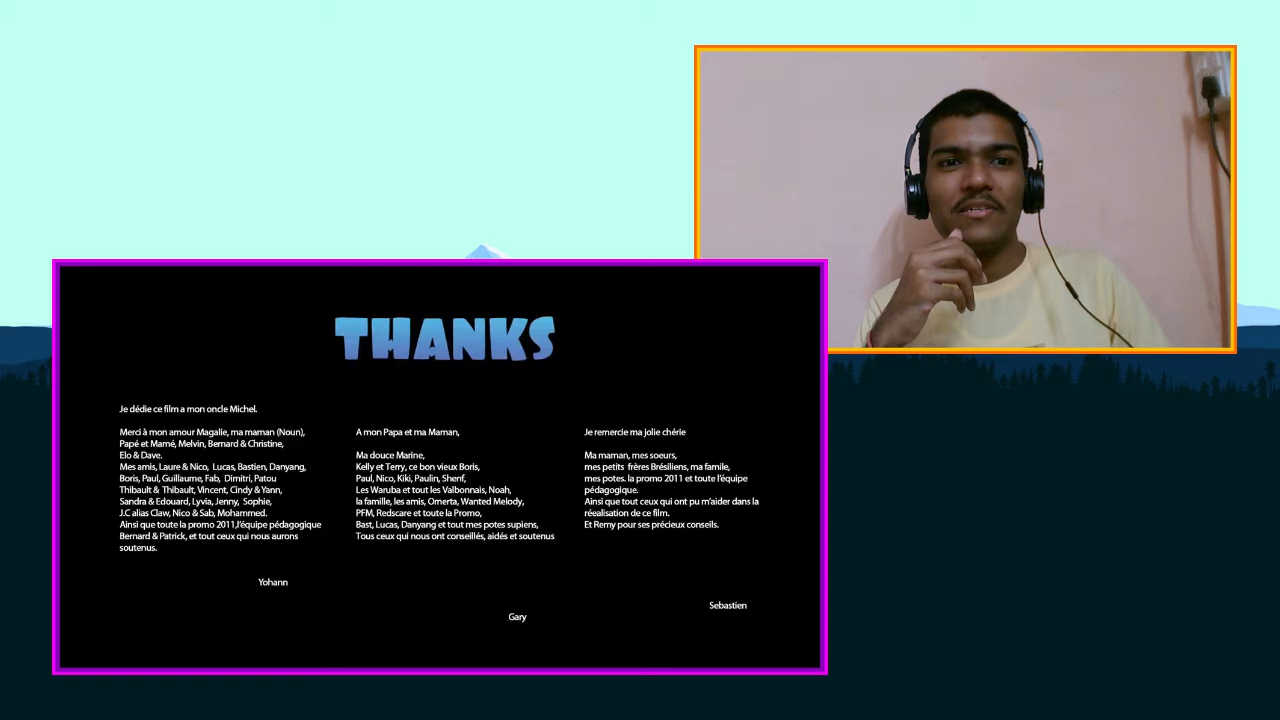 THANKS
Je dédie ce film a mon oncle Michel.
Merci à mon amour Magalie, ma maman (Noun),
Papé et Mamé, Melvin, Bernard & Christine,
Elo & Dave.
Mes amis, Laure & Nico, Lucas, Bastien, Danyang,
Boris, Paul, Guillaume, Fab, Dimitri, Patou
Thibault & Thibault, Vincent, Cindy & Yann,
Sandra & Edouard, Lyvia, Jenny, Sophie,
J.C alias Claw, Nico & Sab, Mohammed.
Ainsi que toute la promo 2011,l'équipe pédagogique
Bernard & Patrick, et tout ceux qui nous aurons
soutenus.
Yohann
A mon Papa et ma Maman,
Ma douce Marine,
Kelly et Terry, ce bon vieux Boris,
Paul, Nico, Kiki, Paulin, Shenf,
Les Waruba et tout les Valbonnais, Noah,
la famille, les amis, Omerta, Wanted Melody,
PFM, Redscare et toute la Promo,
Bast, Lucas, Danyang et tout mes potes supiens,
Tous ceux qui nous ont conseillés, aidés et soutenus
Gary
Je remercie ma jolie chérie
Ma maman, mes soeurs,
mes petits frères Brésiliens, ma famile,
mes potes. la promo 2011 et toute l'équipe
pédagogique.
Ainsi que tout ceux qui ont pu m'aider dans la
réealisation de ce film.
Et Remy pour ses précieux conseils.
Sebastien